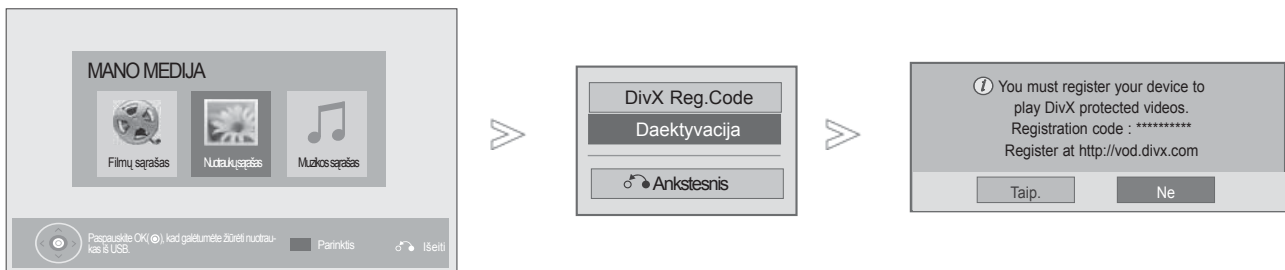 MANO MEDIJA
Filmų sąrašas
Nuotraukų sąrašas
Muzikos sąrašas
Paspauskite OK(◉), kad galėtumėte žiūrėti nuotrau-
kas iš USB.
Parinktis
Išeiti
DivX Reg.Code
Daektyvacija
Ankstesnis
You must register your device to
play DivX protected videos.
Registration code : **********
Register at http://vod.divx.com
Taip.
Ne